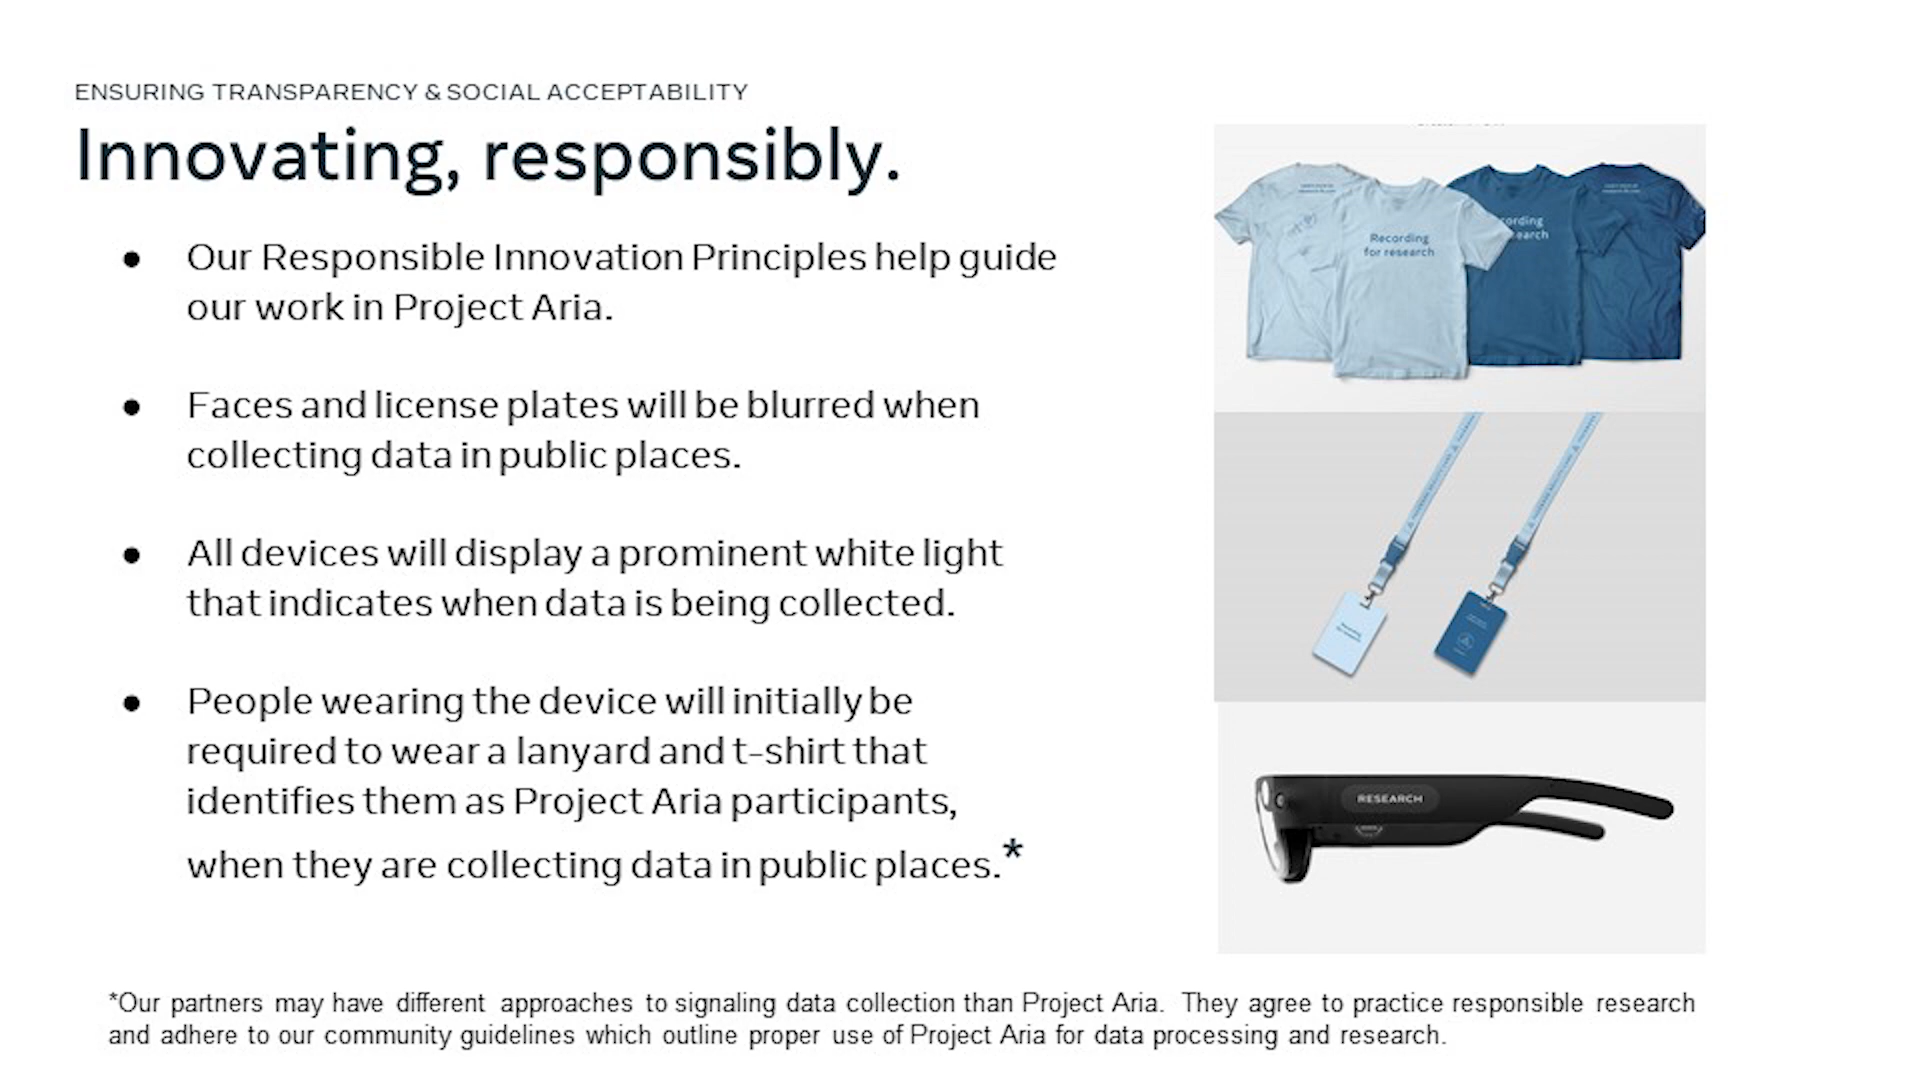 ENSURING TRANSPARENCY & SOCIAL ACCEPTABILITY
Innovating, responsibly.
● Our Responsible Innovation Principles help guide
our work in Project Aria.
● Faces and license plates will be blurred when
collecting data in public places.
● All devices will display a prominent white light
that indicates when data is being collected.
● People wearing the device will initially be
required to wear a lanyard and t-shirt that
identifies them as Project Aria participants,
when they are collecting data in public places.*
Recording
for research
cording
earch
RESEARCH
*Our partners may have different approaches to signaling data collection than Project Aria. They agree to practice responsible research
and adhere to our community guidelines which outline proper use of Project Aria for data processing and research.